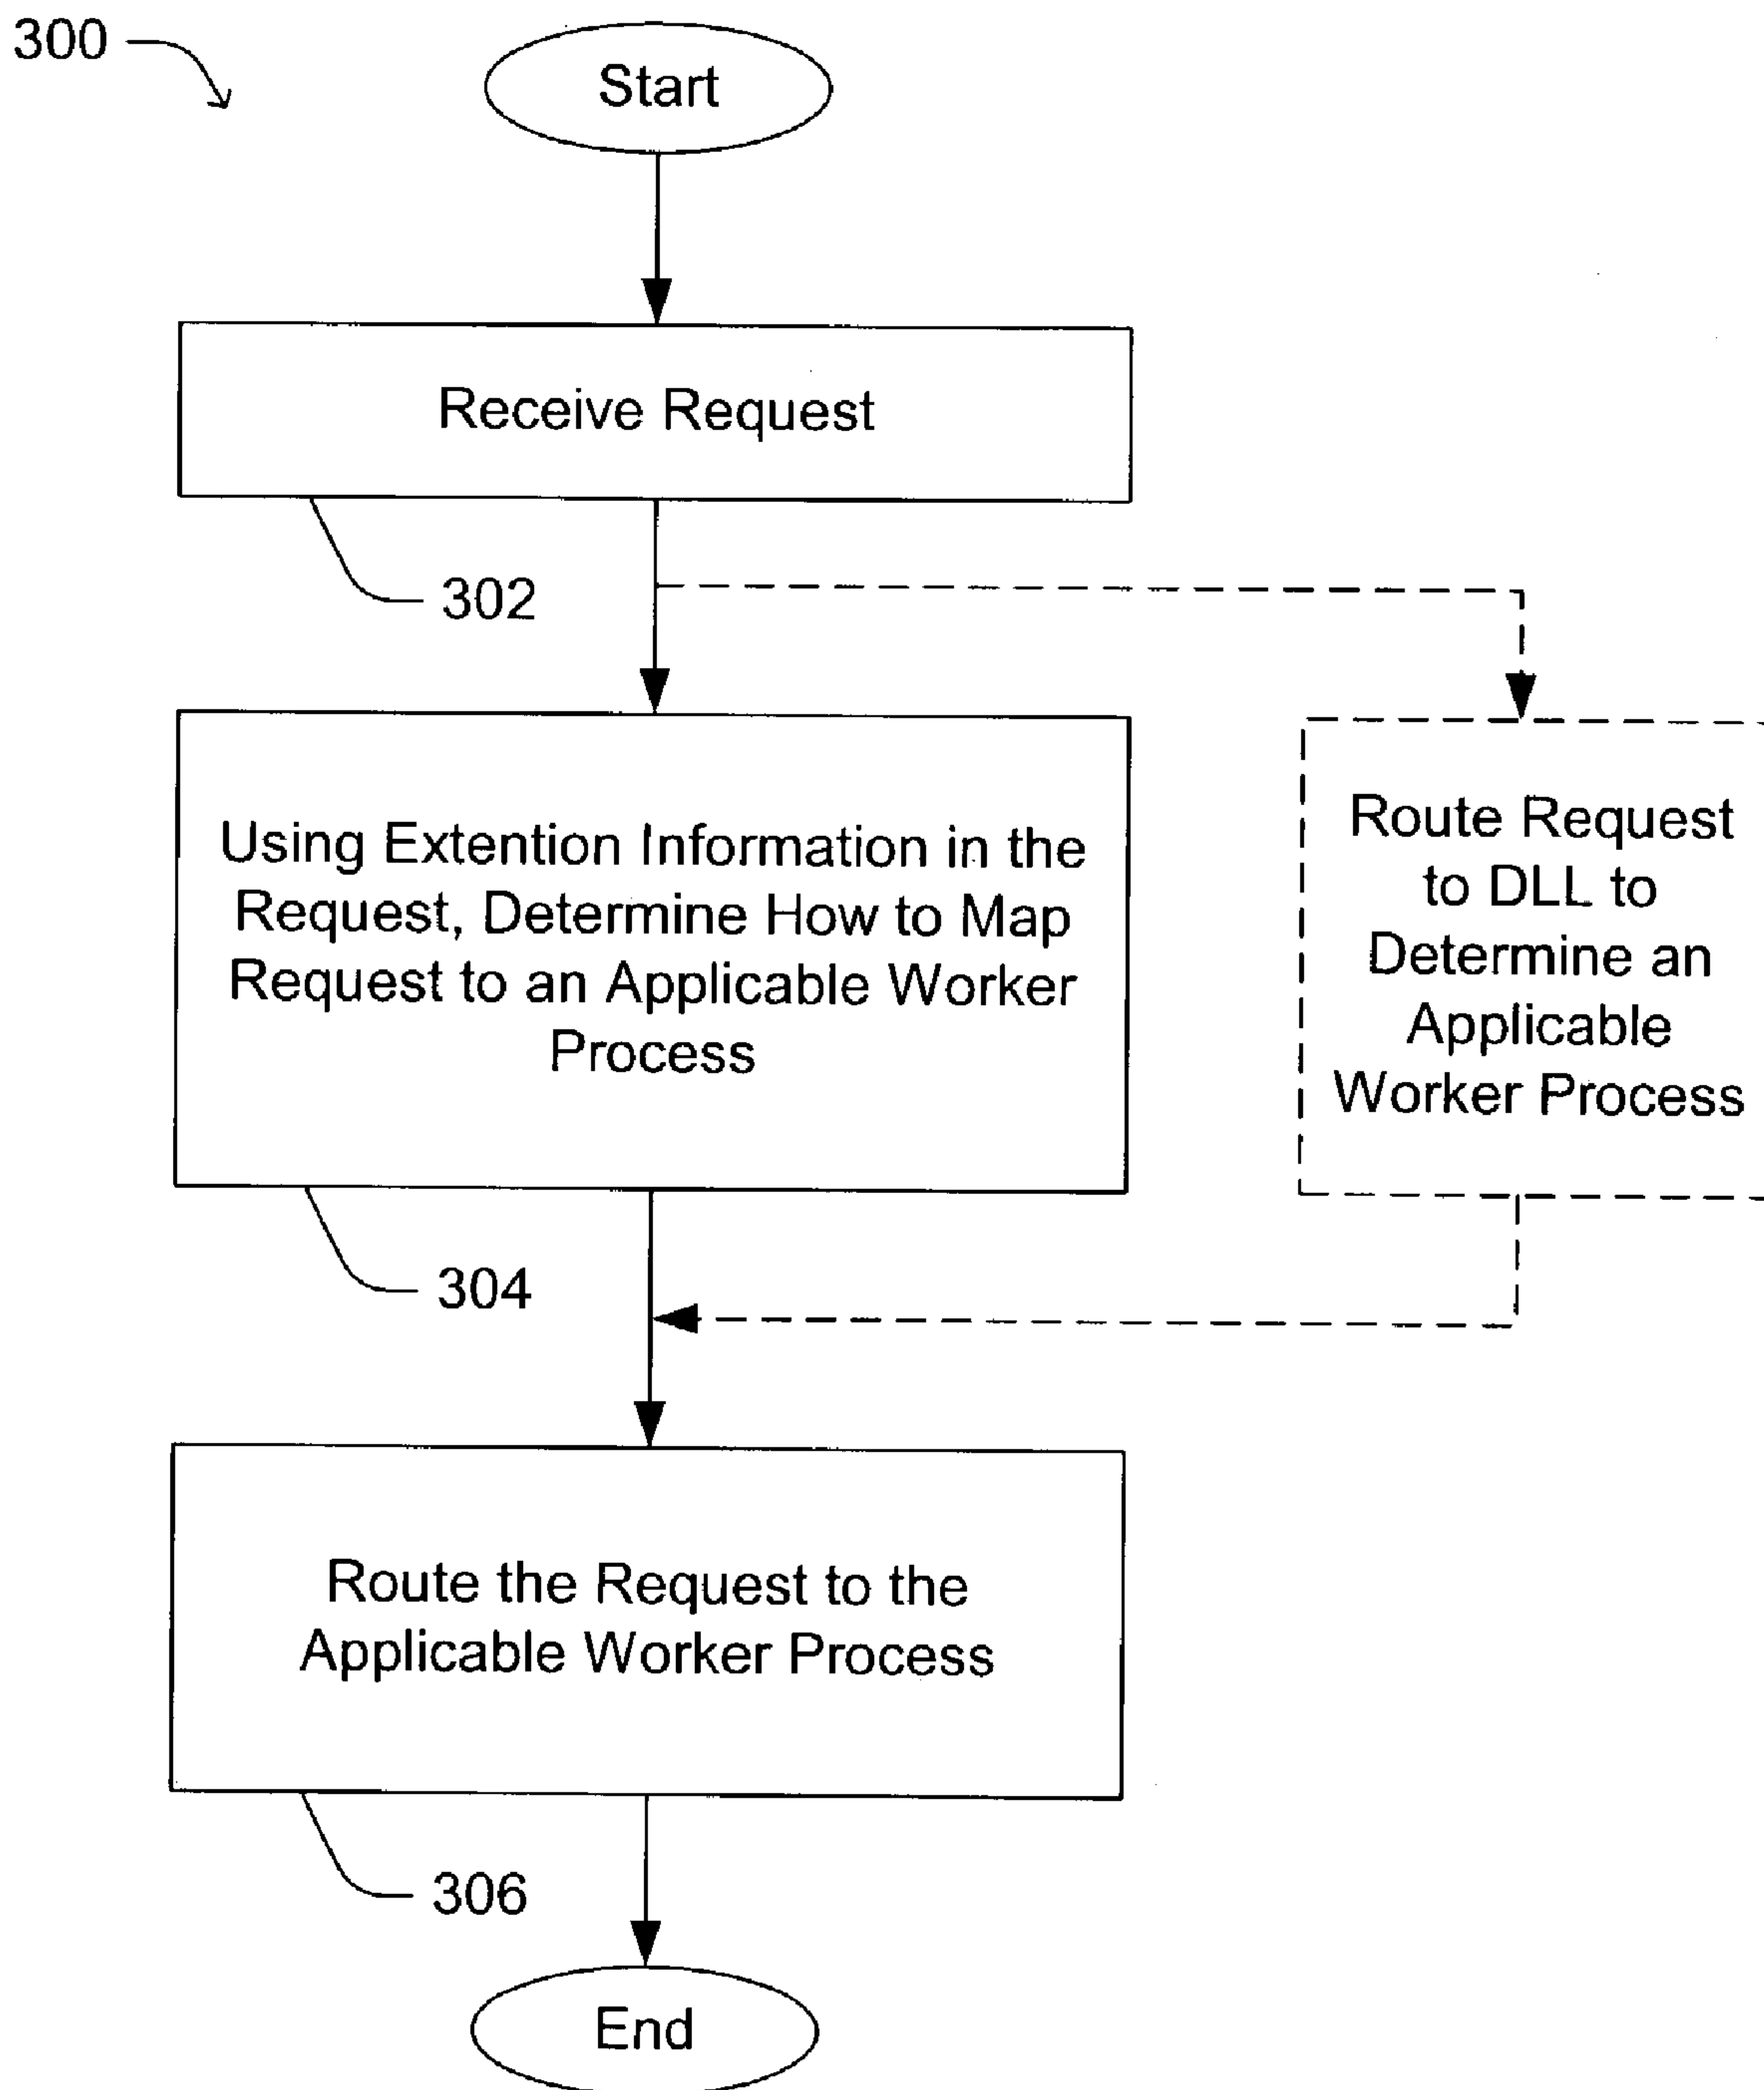 300
Start
Receive Request
302
Using Extention Information in the
Request, Determine How to Map
Request to an Applicable Worker
Process
304
Route Request
to DLL to
Determine an
Applicable
Worker Process
Route the Request to the
Applicable Worker Process
306
End